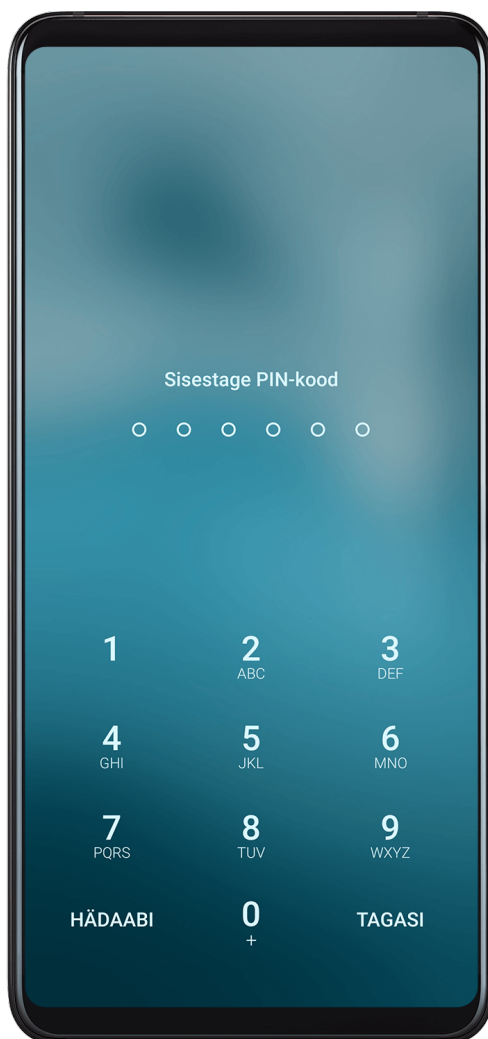 Sisestage PIN-kood
1 2 3
ABC DEF
4 5 6
GHI JKL MNO
7 8 9
PQRS TUV WXYZ
HÄDAABI 0 TAGASI
+